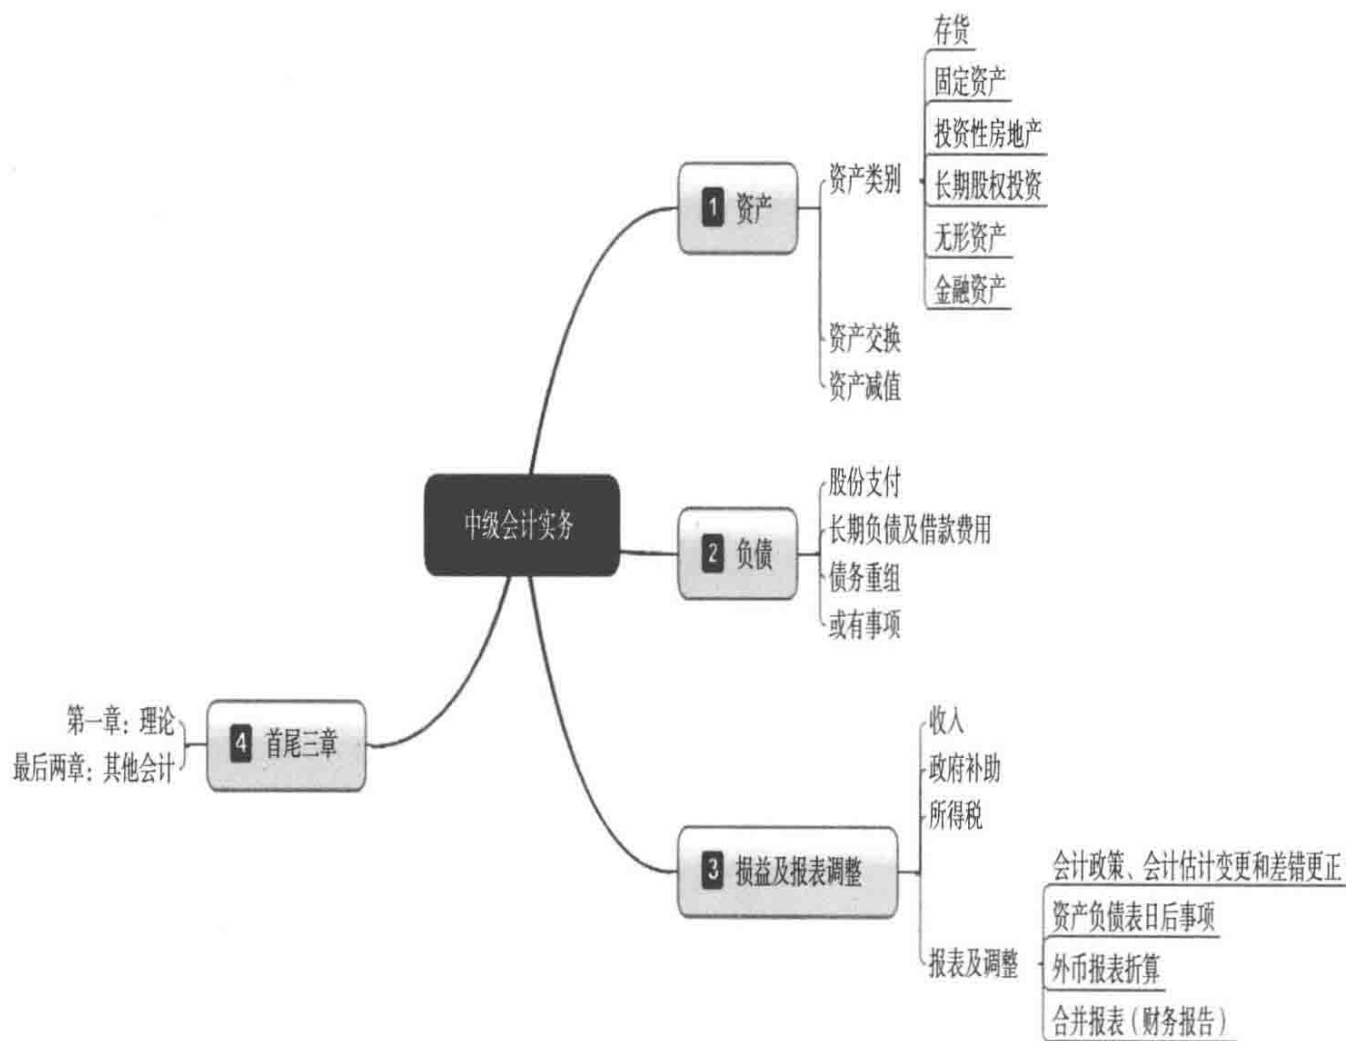 中级会计实务
1 资产
资产类别
存货
固定资产
投资性房地产
长期股权投资
无形资产
金融资产
资产交换
资产减值
2 负债
股份支付
长期负债及借款费用
债务重组
或有事项
3 损益及报表调整
收入
政府补助
所得税
报表及调整
会计政策、会计估计变更和差错更正
资产负债表日后事项
外币报表折算
合并报表（财务报告）
4 首尾三章
第一章：理论
最后两章：其他会计